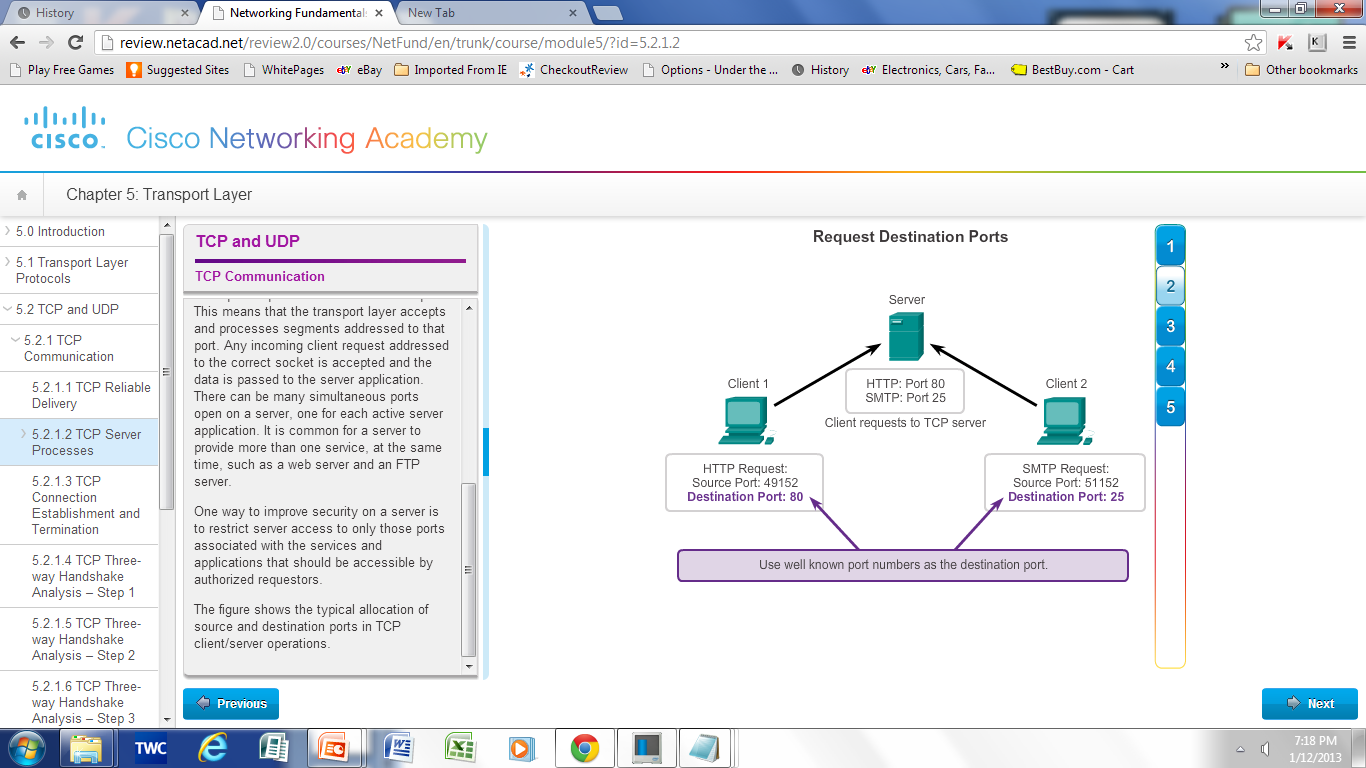 History
Networking Fundamental
New Tab
review.netacad.net/review2.0/courses/NetFund/en/trunk/course/module5/?id=5.2.1.2
Play Free Games
Suggested Sites
WhitePages
ebY eBay
Imported From IE
CheckoutReview
Options - Under the ...
History
ebY Electronics, Cars, Fa...
BestBuy.com - Cart
»
Other bookmarks
CISCO. Cisco Networking Academy
Chapter 5: Transport Layer
5.0 Introduction
5.1 Transport Layer
Protocols
5.2 TCP and UDP
5.2.1 TCP
Communication
5.2.1.1 TCP Reliable
Delivery
5.2.1.2 TCP Server
Processes
5.2.1.3 TCP
Connection
Establishment and
Termination
5.2.1.4 TCP Three-
way Handshake
Analysis – Step 1
5.2.1.5 TCP Three-
way Handshake
Analysis – Step 2
5.2.1.6 TCP Three-
way Handshake
Analysis – Step 3
TCP and UDP
TCP Communication
This means that the transport layer accepts
and processes segments addressed to that
port. Any incoming client request addressed
to the correct socket is accepted and the
data is passed to the server application.
There can be many simultaneous ports
open on a server, one for each active server
application. It is common for a server to
provide more than one service, at the same
time, such as a web server and an FTP
server.
One way to improve security on a server is
to restrict server access to only those ports
associated with the services and
applications that should be accessible by
authorized requestors.
The figure shows the typical allocation of
source and destination ports in TCP
client/server operations.
Previous
Request Destination Ports
Server
HTTP: Port 80
SMTP: Port 25
Client requests to TCP server
Client 1
HTTP Request:
Source Port: 49152
Destination Port: 80
Client 2
SMTP Request:
Source Port: 51152
Destination Port: 25
Use well known port numbers as the destination port.
1
2
3
4
5
Next
TWC
7:18 PM
1/12/2013